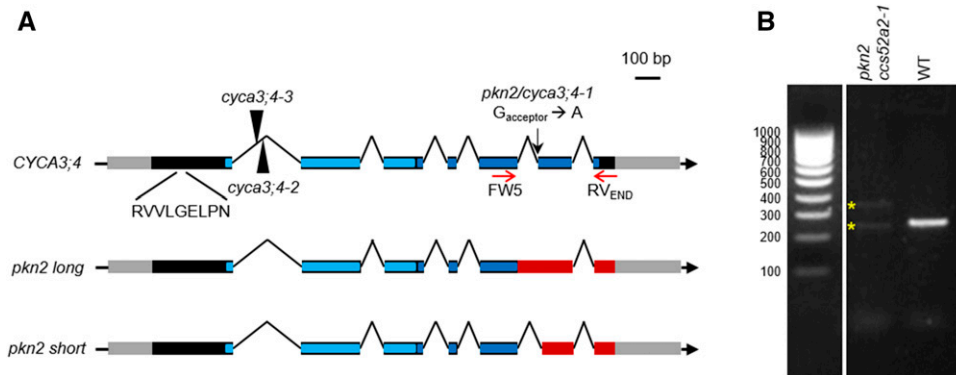 A
B
100 bp
cyca3;4-3
pkn2/cyca3;4-1
Gacceptor → A
CYCA3;4
cyca3;4-2
FW5
RVEND
RVVLGELPN
pkn2 long
pkn2 short
pkn2
ccs52a2-1
WT
1000
900
800
700
600
500
400
300
200
100
*
*